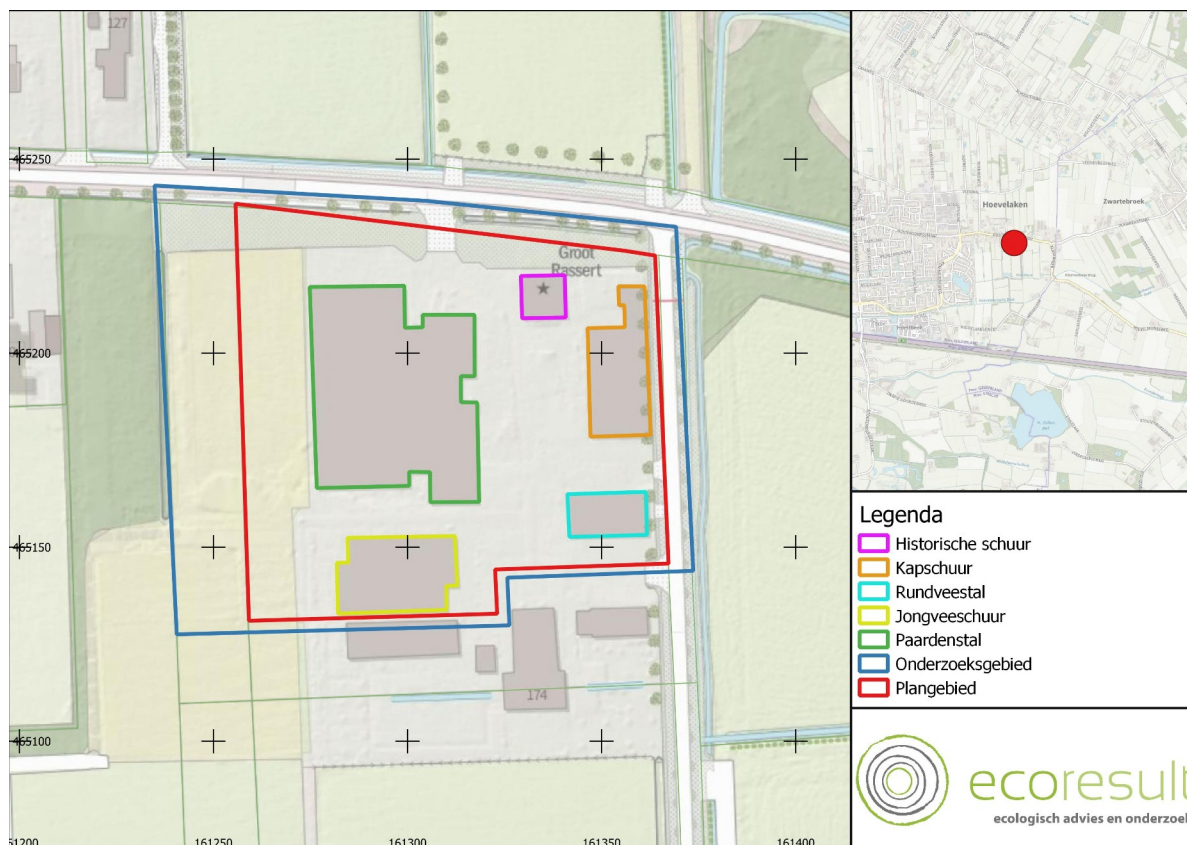 127
465250
465200
465150
465100
161200
161250
161300
161350
161400
Groot
Rassert
174
Hoevelaken
Zwartebroek
Legenda
Historische schuur
Kapschuur
Rundveestal
Jongveeschuur
Paardenstal
Onderzoeksgebied
Plangebied
ecoresult
ecologisch advies en onderzoek